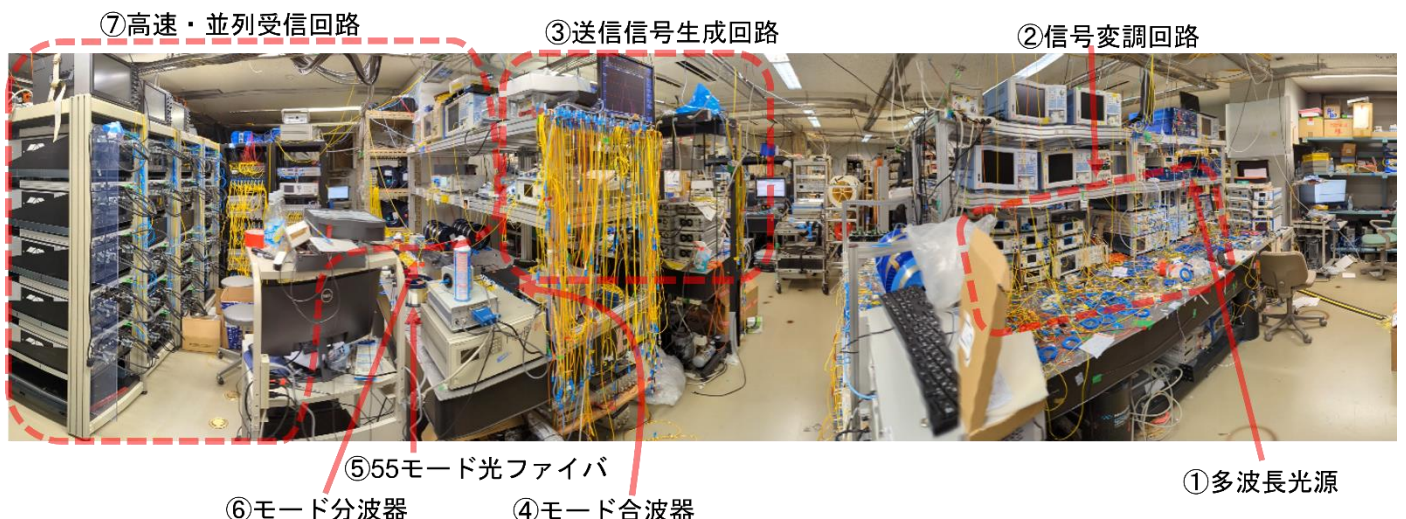 ⑦高速・並列受信回路
③送信信号生成回路
②信号変調回路
⑤55モード光ファイバ
①多波長光源
⑥モード分波器
④モード合波器